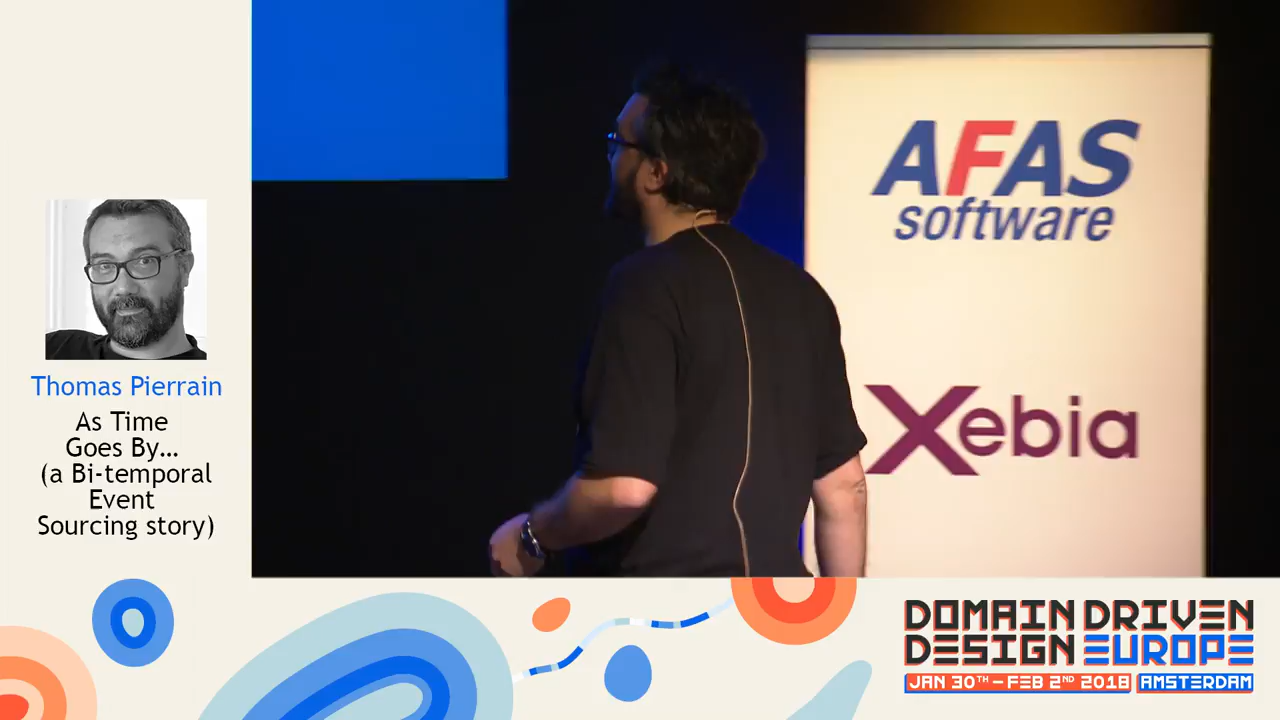 AFAS
software
Xebia
Thomas Pierrain
As Time
Goes By...
(a Bi-temporal
Event
Sourcing story)
DOMAIN DRIVEN
DESIGN EUROPE
JAN 30TH - FEB 2ND 2018 AMSTERDAM